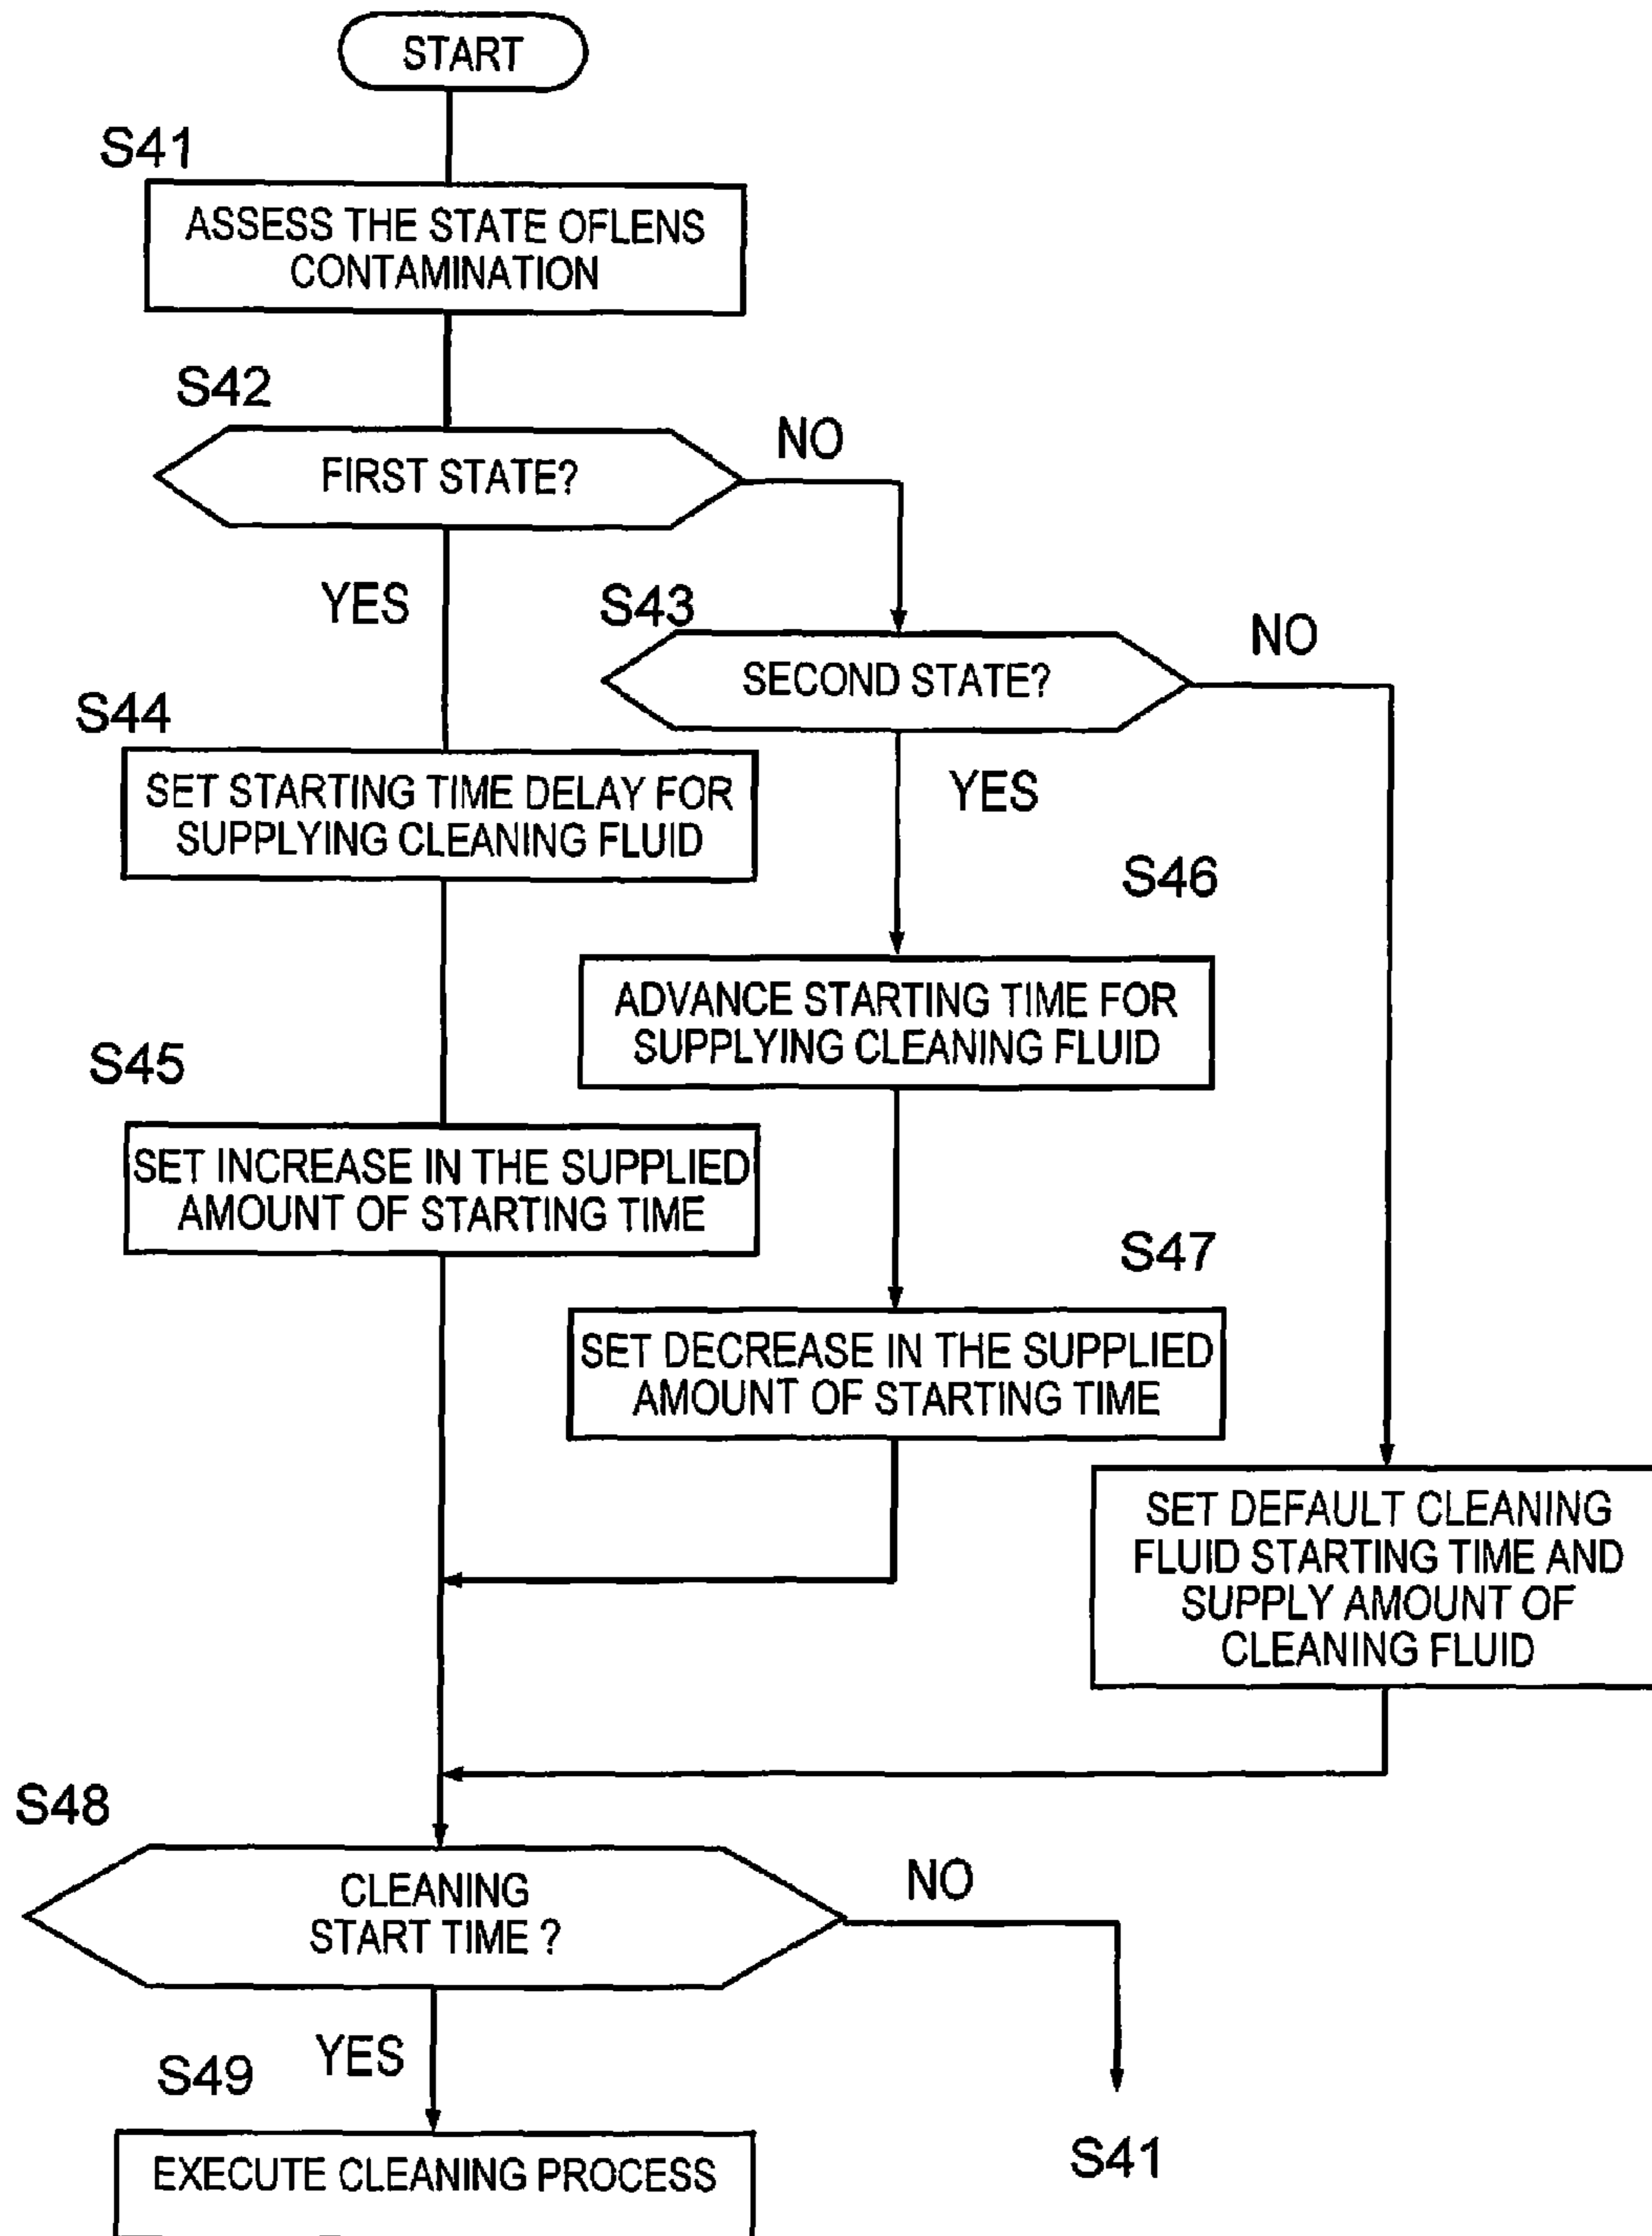 START
S41
ASSESS THE STATE OFLENS
CONTAMINATION
S42
FIRST STATE?
NO
YES
S43
SECOND STATE?
NO
YES
S44
SET STARTING TIME DELAY FOR
SUPPLYING CLEANING FLUID
S46
ADVANCE STARTING TIME FOR
SUPPLYING CLEANING FLUID
S45
SET INCREASE IN THE SUPPLIED
AMOUNT OF STARTING TIME
S47
SET DECREASE IN THE SUPPLIED
AMOUNT OF STARTING TIME
SET DEFAULT CLEANING
FLUID STARTING TIME AND
SUPPLY AMOUNT OF
CLEANING FLUID
S48
CLEANING
START TIME ?
NO
YES
S49
EXECUTE CLEANING PROCESS
S41